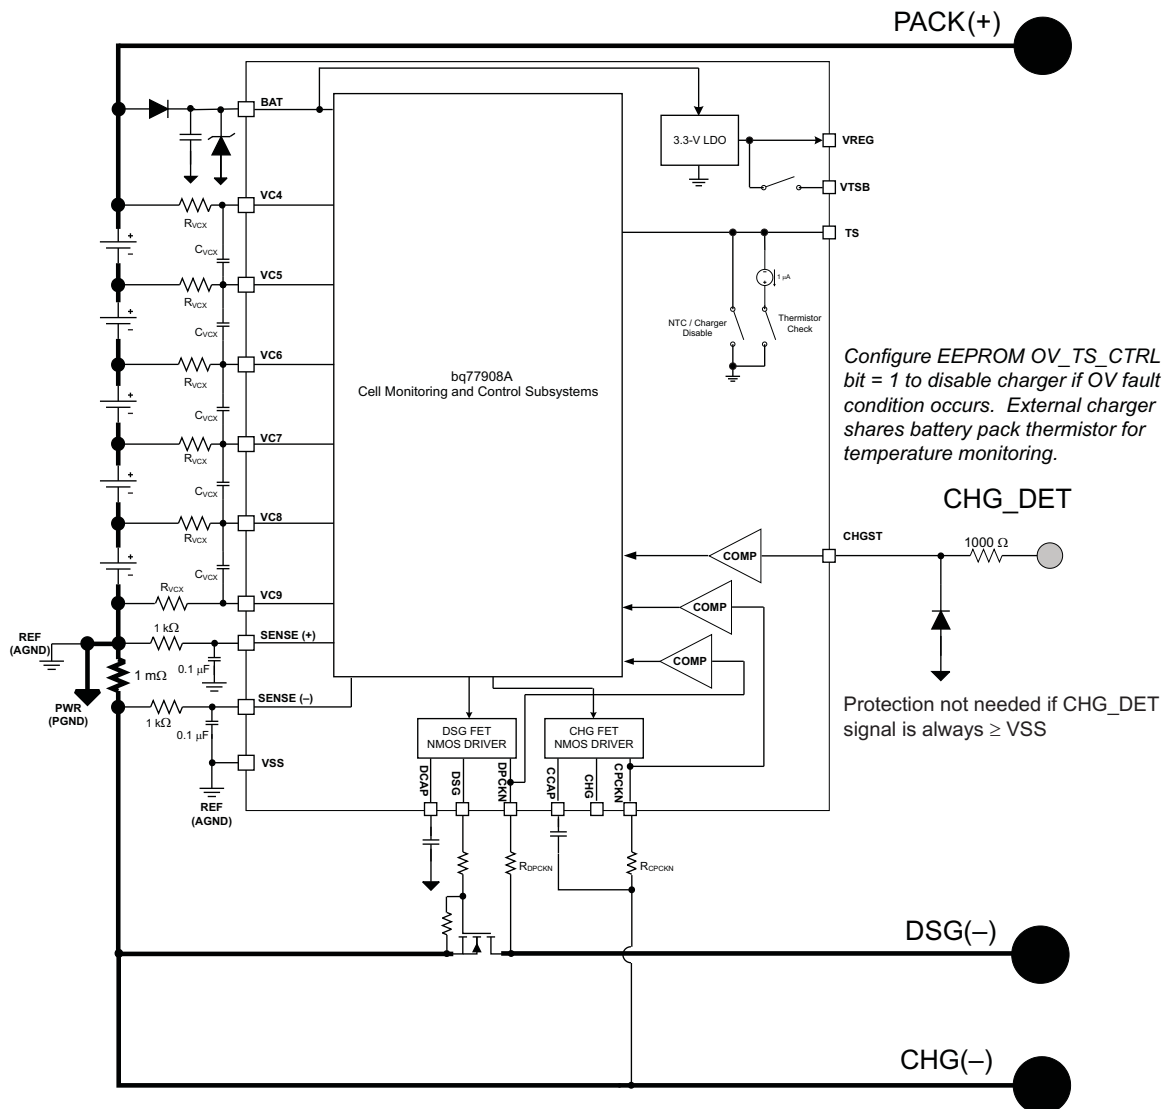 PACK(+)
BAT
3.3-V LDO
VREG
VTSB
VC4
RVCX
TS
+
–
CVCX
1 μA
VC5
RVCX
+
–
CVCX
NTC / Charger
Disable
Thermistor
Check
VC6
RVCX
bq77908A
Cell Monitoring and Control Subsystems
Configure EEPROM OV_TS_CTRL
bit = 1 to disable charger if OV fault
condition occurs. External charger
shares battery pack thermistor for
temperature monitoring.
+
–
CVCX
VC7
RVCX
+
–
CVCX
CHG_DET
VC8
RVCX
CHGST
1000 Ω
COMP
+
–
CVCX
RVCX
VC9
COMP
REF
(AGND)
1 kΩ
SENSE (+)
0.1 μF
COMP
1 mΩ
PWR
(PGND)
1 kΩ
SENSE (–)
0.1 μF
Protection not needed if CHG_DET
signal is always ≥ VSS
DSG FET
NMOS DRIVER
CHG FET
NMOS DRIVER
VSS
REF
(AGND)
DCAP
DSG
DPCKN
CCAP
CHG
CPCKN
RDPCKN
RCPCKN
DSG(–)
CHG(–)